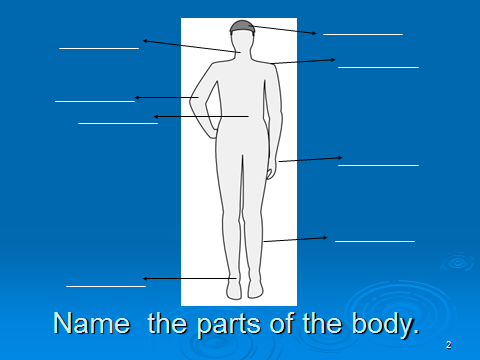 Name the parts of the body.
2